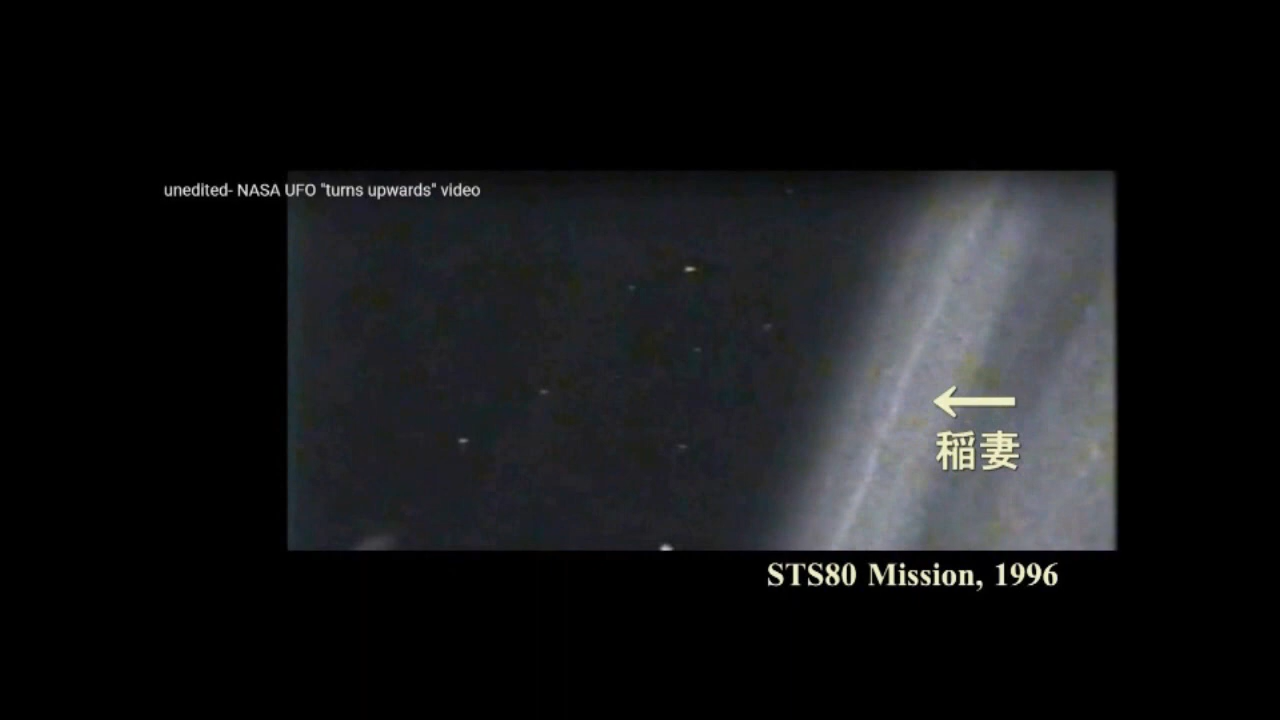 unedited- NASA UFO "turns upwards" video
←
稲妻
STS80 Mission, 1996